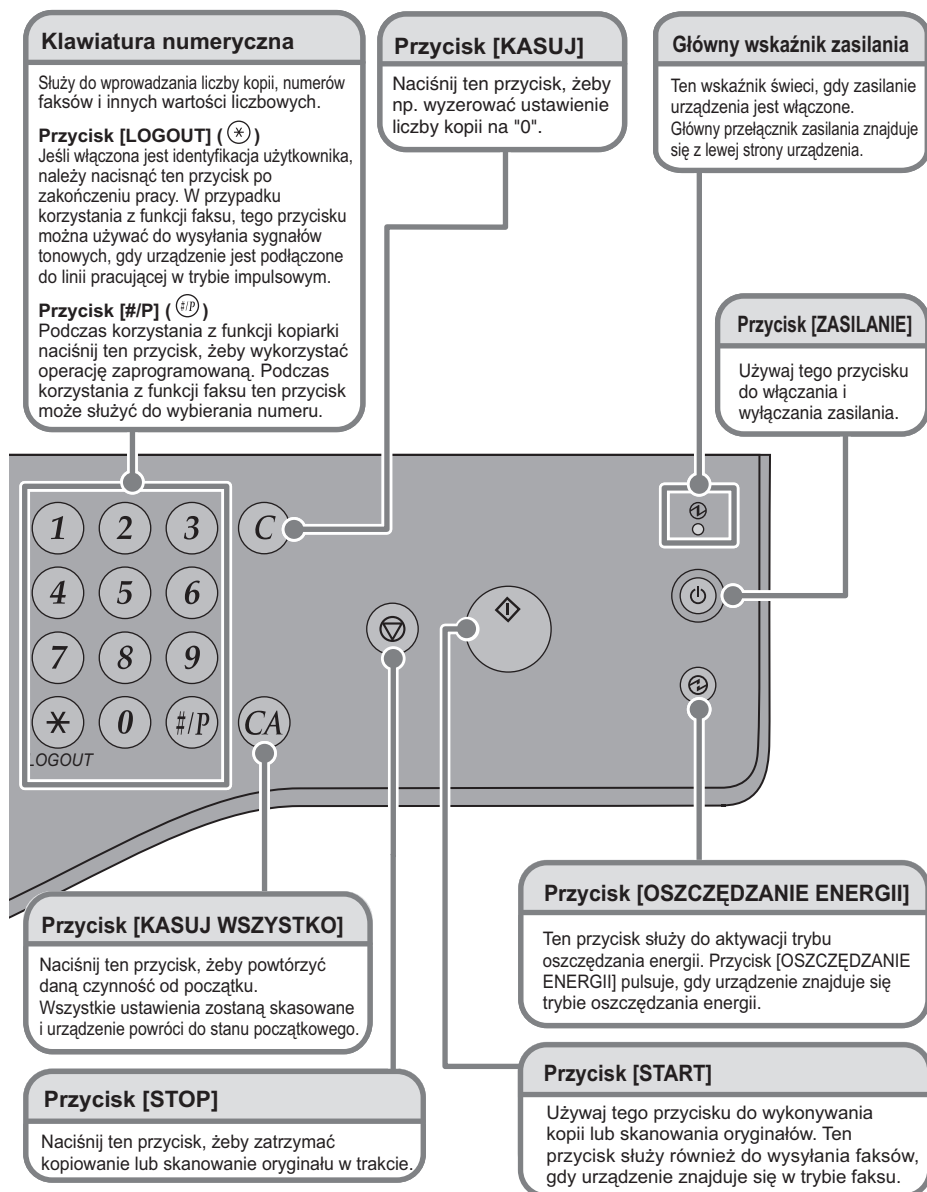 Klawiatura numeryczna
Służy do wprowadzania liczby kopii, numerów
faksów i innych wartości liczbowych.
Przycisk [LOGOUT] ( * )
Jeśli włączona jest identyfikacja użytkownika,
należy nacisnąć ten przycisk po
zakończeniu pracy. W przypadku
korzystania z funkcji faksu, tego przycisku
można używać do wysyłania sygnałów
tonowych, gdy urządzenie jest podłączone
do linii pracującej w trybie impulsowym.
Przycisk [#/P] ( #/P )
Podczas korzystania z funkcji kopiarki
naciśnij ten przycisk, żeby wykorzystać
operację zaprogramowaną. Podczas
korzystania z funkcji faksu ten przycisk
może służyć do wybierania numeru.
Przycisk [KASUJ]
Naciśnij ten przycisk, żeby
np. wyzerować ustawienie
liczby kopii na "0".
Główny wskaźnik zasilania
Ten wskaźnik świeci, gdy zasilanie
urządzenia jest włączone.
Główny przełącznik zasilania znajduje
się z lewej strony urządzenia.
Przycisk [ZASILANIE]
Używaj tego przycisku
do włączania i
wyłączania zasilania.
1 2 3 C
4 5 6
7 8 9
* 0 #/P CA
LOGOUT
Przycisk [KASUJ WSZYSTKO]
Naciśnij ten przycisk, żeby powtórzyć
daną czynność od początku.
Wszystkie ustawienia zostaną skasowane
i urządzenie powróci do stanu początkowego.
Przycisk [STOP]
Naciśnij ten przycisk, żeby zatrzymać
kopiowanie lub skanowanie oryginału w trakcie.
Przycisk [OSZCZĘDZANIE ENERGII]
Ten przycisk służy do aktywacji trybu
oszczędzania energii. Przycisk [OSZCZĘDZANIE
ENERGII] pulsuje, gdy urządzenie znajduje się
trybie oszczędzania energii.
Przycisk [START]
Używaj tego przycisku do wykonywania
kopii lub skanowania oryginałów. Ten
przycisk służy również do wysyłania faksów,
gdy urządzenie znajduje się w trybie faksu.